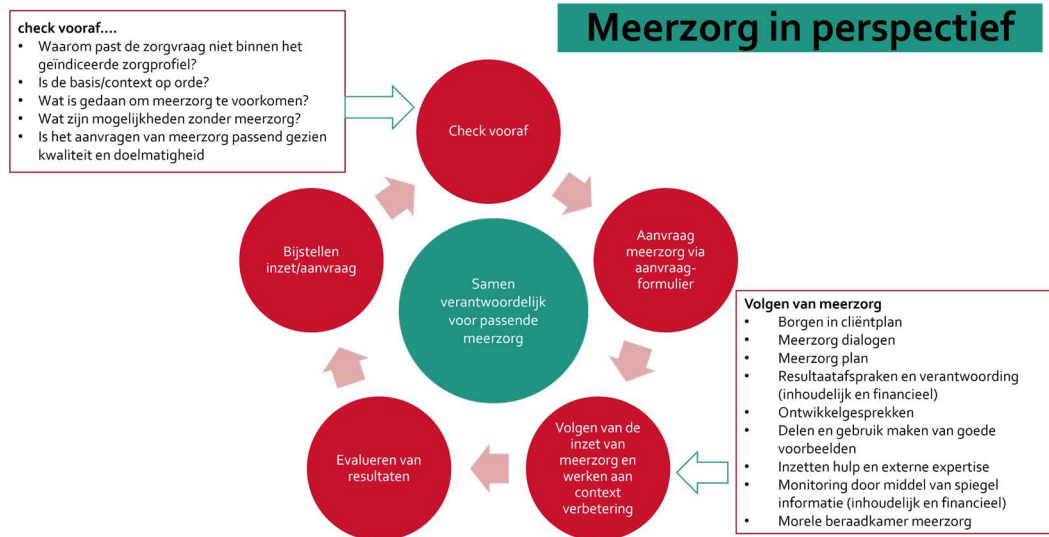 Meerzorg in perspectief
check vooraf....
• Waarom past de zorgvraag niet binnen het
geïndiceerde zorgprofiel?
• Is de basis/context op orde?
• Wat is gedaan om meerzorg te voorkomen?
• Wat zijn mogelijkheden zonder meerzorg?
• Is het aanvragen van meerzorg passend gezien
kwaliteit en doelmatigheid
Check vooraf
Aanvraag
meerzorg via
aanvraag-
formulier
Volgen van de
inzet van
meerzorg en
werken aan
context
verbetering
Evalueren van
resultaten
Bijstellen
inzet/aanvraag
Samen
verantwoordelijk
voor passende
meerzorg
Volgen van meerzorg
• Borgen in cliëntplan
• Meerzorg dialogen
• Meerzorg plan
• Resultaatafspraken en verantwoording
(inhoudelijk en financieel)
• Ontwikkelgesprekken
• Delen en gebruik maken van goede
voorbeelden
• Inzetten hulp en externe expertise
• Monitoring door middel van spiegel
informatie (inhoudelijk en financieel)
• Morele beraadkamer meerzorg